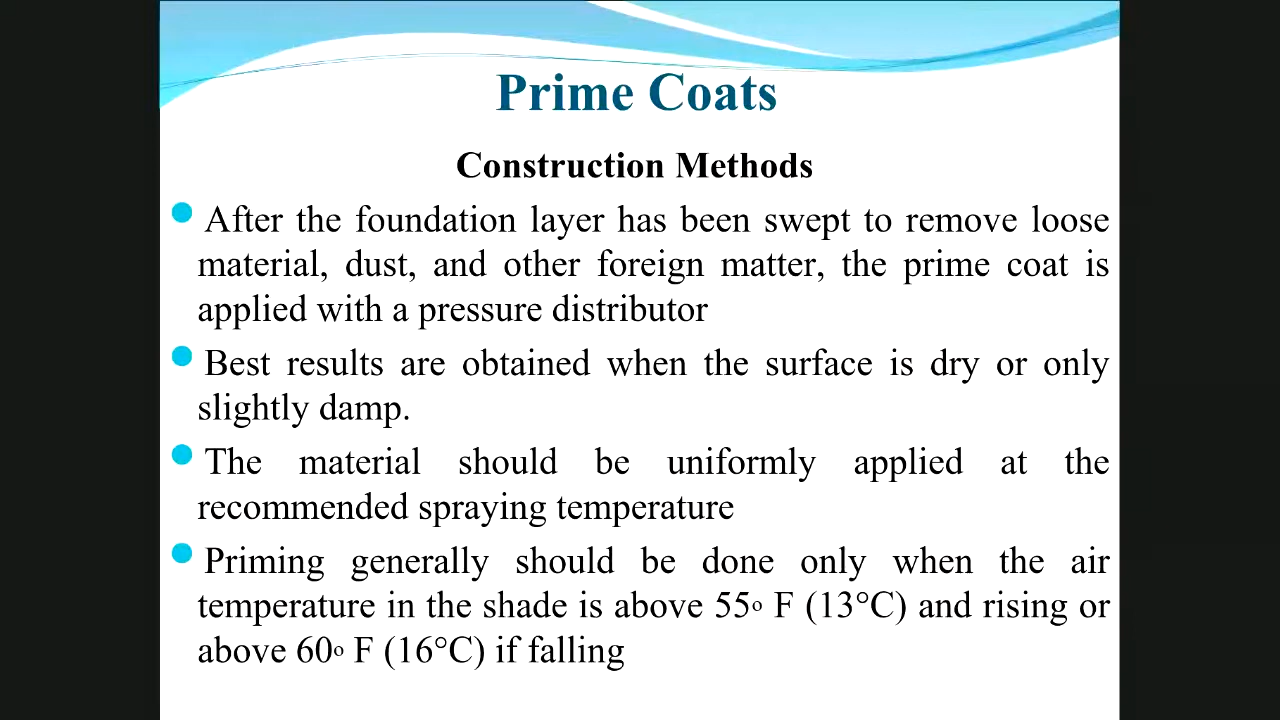 Prime Coats
Construction Methods
After the foundation layer has been swept to remove loose
material, dust, and other foreign matter, the prime coat is
applied with a pressure distributor
Best results are obtained when the surface is dry or only
slightly damp.
The material should be uniformly applied at the
recommended spraying temperature
Priming generally should be done only when the air
temperature in the shade is above 55o F (13°C) and rising or
above 60o F (16°C) if falling